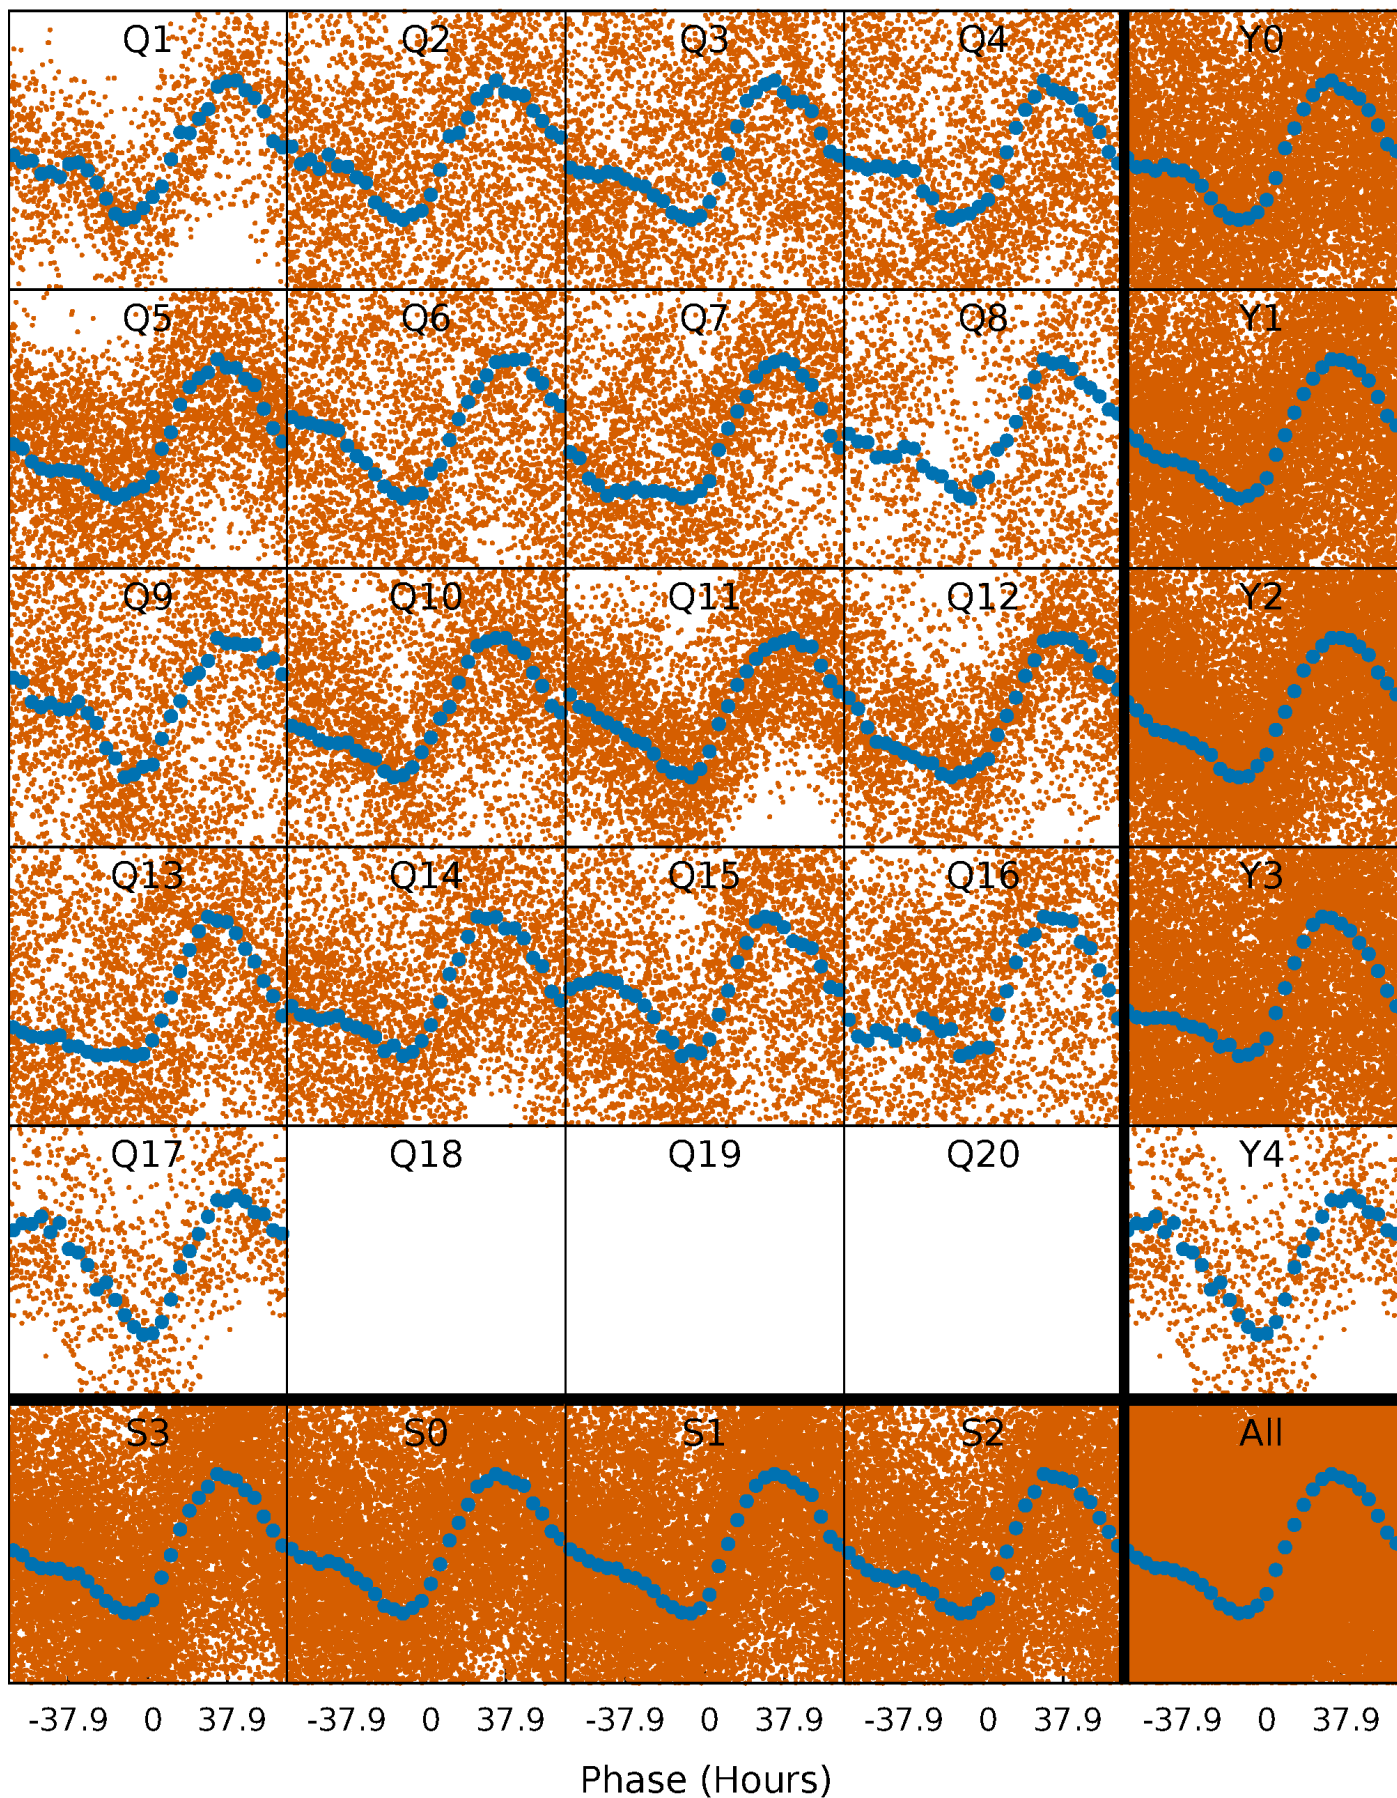 Q1 Q2 Q3 Q4 Y0
Q5 Q6 Q7 Q8 Y1
Q9 Q10 Q11 Q12 Y2
Q13 Q14 Q15 Q16 Y3
Q17 Q18 Q19 Q20 Y4
S3 S0 S1 S2 All
-37.9 0 37.9 -37.9 0 37.9 -37.9 0 37.9 -37.9 0 37.9 -37.9 0 37.9
Phase (Hours)